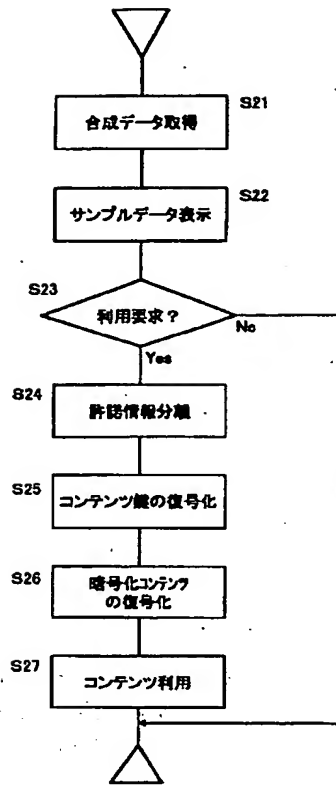 S21
合成データ取得
S22
サンプルデータ表示
S23
利用要求？
No
Yes
S24
許諾情報分離
S25
コンテンツ鍵の復号化
S26
暗号化コンテンツ
の復号化
S27
コンテンツ利用